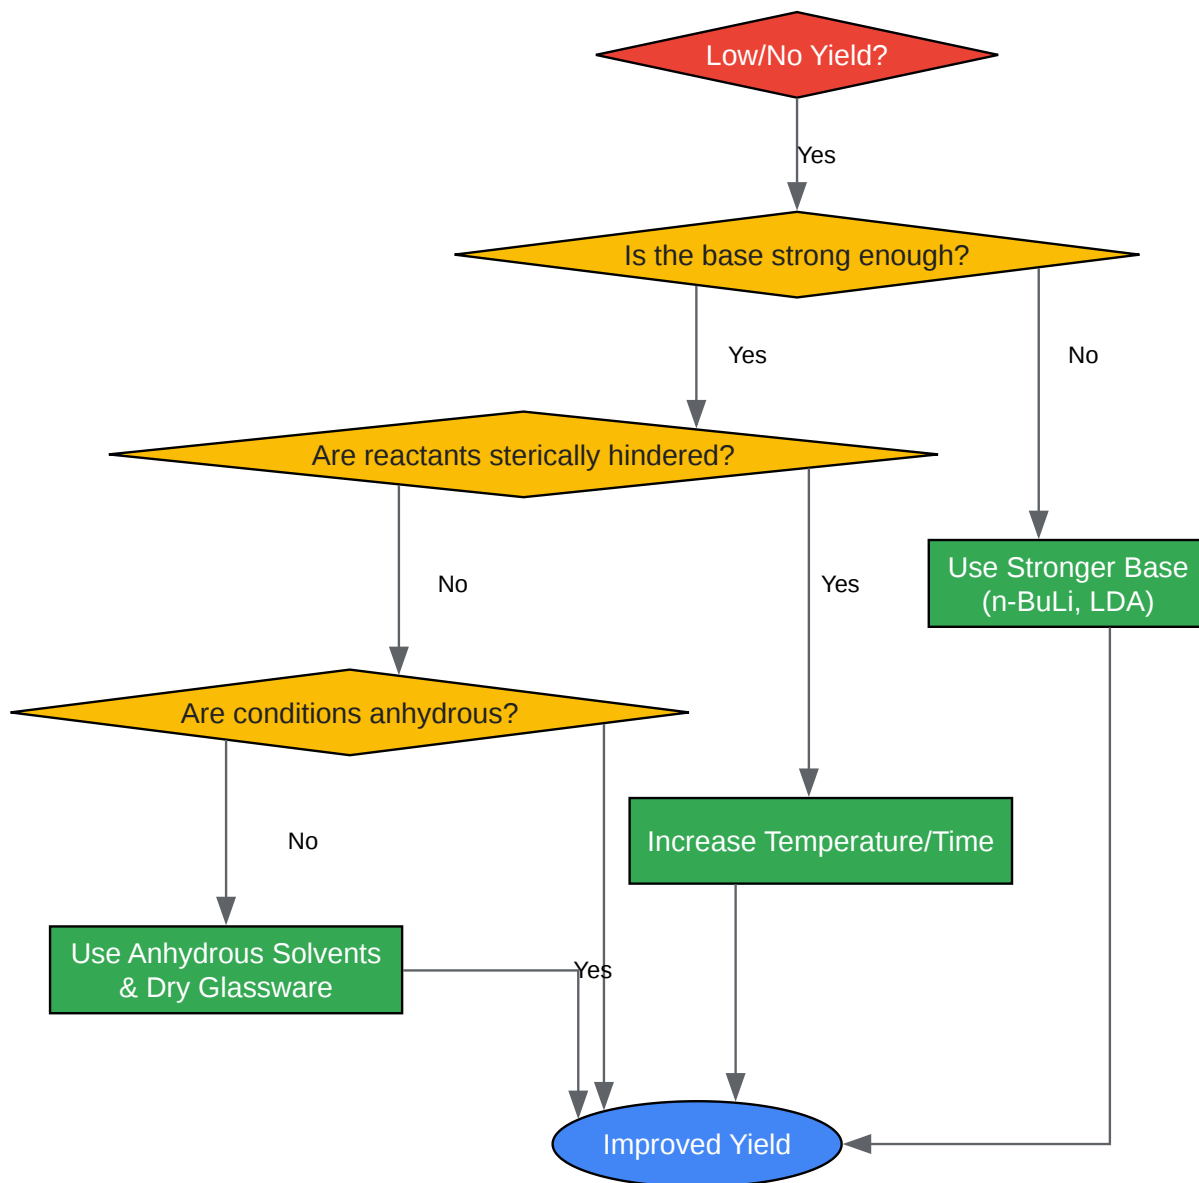 Low/No Yield?
Yes
Is the base strong enough?
Yes
No
Are reactants sterically hindered?
No
Yes
Use Stronger Base
(n-BuLi, LDA)
Are conditions anhydrous?
No
Increase Temperature/Time
Use Anhydrous Solvents
& Dry Glassware
Yes
Improved Yield